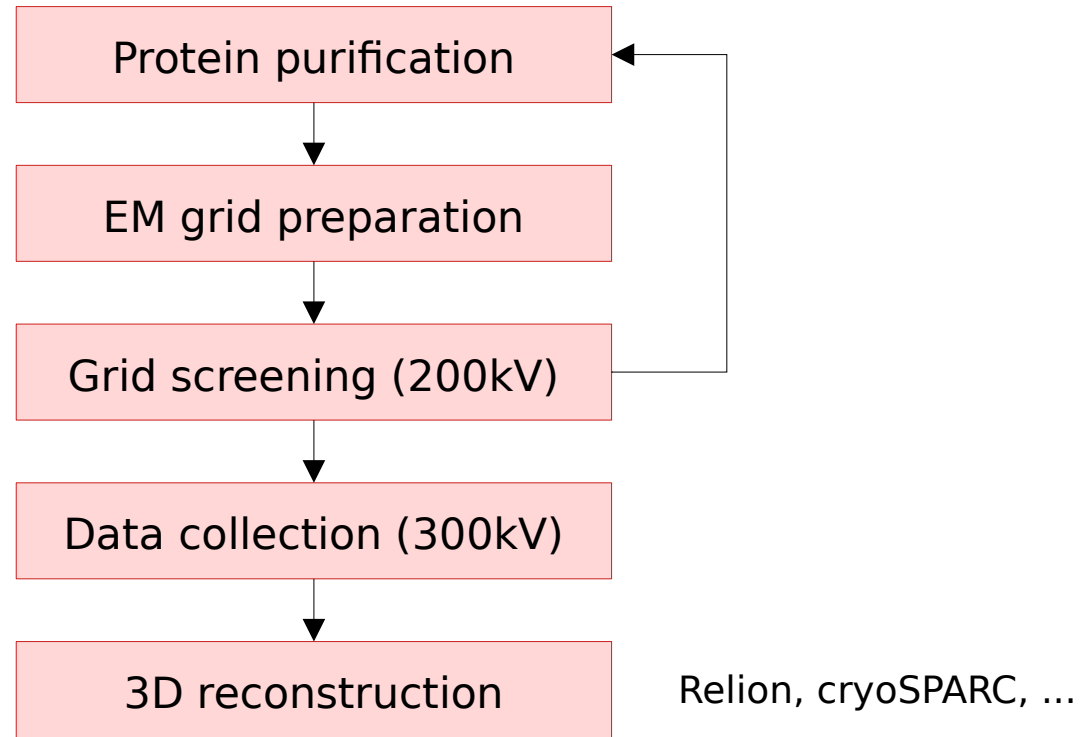 Protein purification
EM grid preparation
Grid screening (200kV)
Data collection (300kV)
3D reconstruction
Relion, cryoSPARC, ...